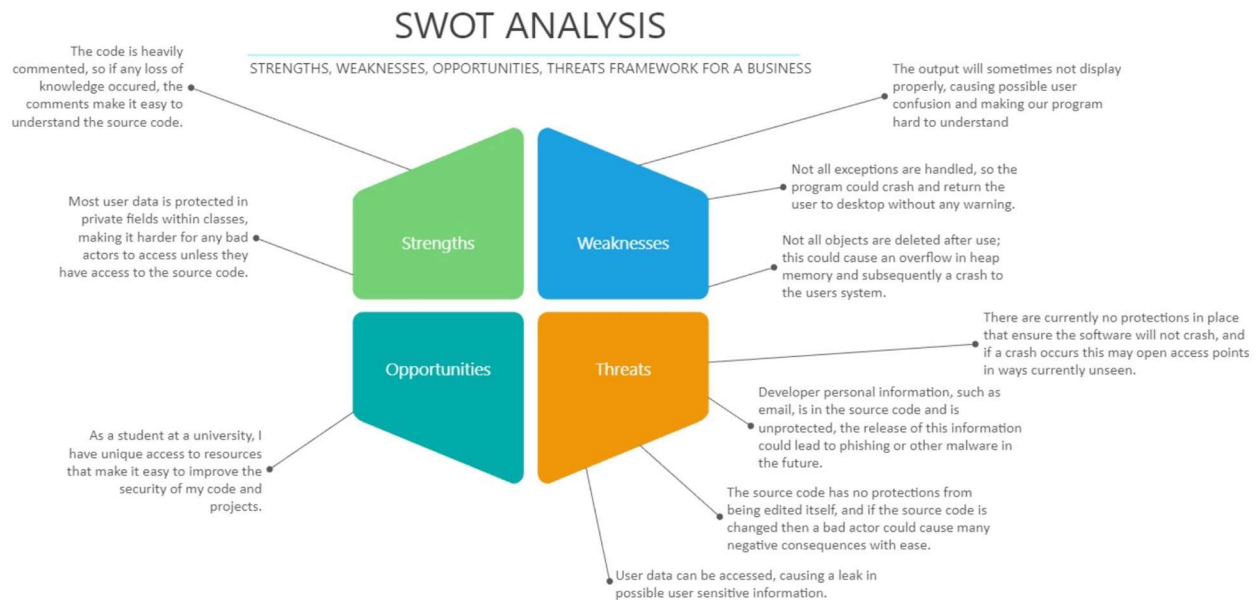 SWOT ANALYSIS
STRENGTHS, WEAKNESSES, OPPORTUNITIES, THREATS FRAMEWORK FOR A BUSINESS
The code is heavily
commented, so if any loss of
knowledge occured, the
comments make it easy to
understand the source code.
Most user data is protected in
private fields within classes,
making it harder for any bad
actors to access unless they
have access to the source code.
Strengths
Weaknesses
The output will sometimes not display
properly, causing possible user
confusion and making our program
hard to understand
Not all exceptions are handled, so the
program could crash and return the
user to desktop without any warning.
Not all objects are deleted after use;
this could cause an overflow in heap
memory and subsequently a crash to
the users system.
Opportunities
As a student at a university, I
have unique access to resources
that make it easy to improve the
security of my code and
projects.
Threats
There are currently no protections in place
that ensure the software will not crash, and
if a crash occurs this may open access points
in ways currently unseen.
Developer personal information, such as
email, is in the source code and is
unprotected, the release of this information
could lead to phishing or other malware in
the future.
The source code has no protections from
being edited itself, and if the source code is
changed then a bad actor could cause many
negative consequences with ease.
User data can be accessed, causing a leak in
possible user sensitive information.